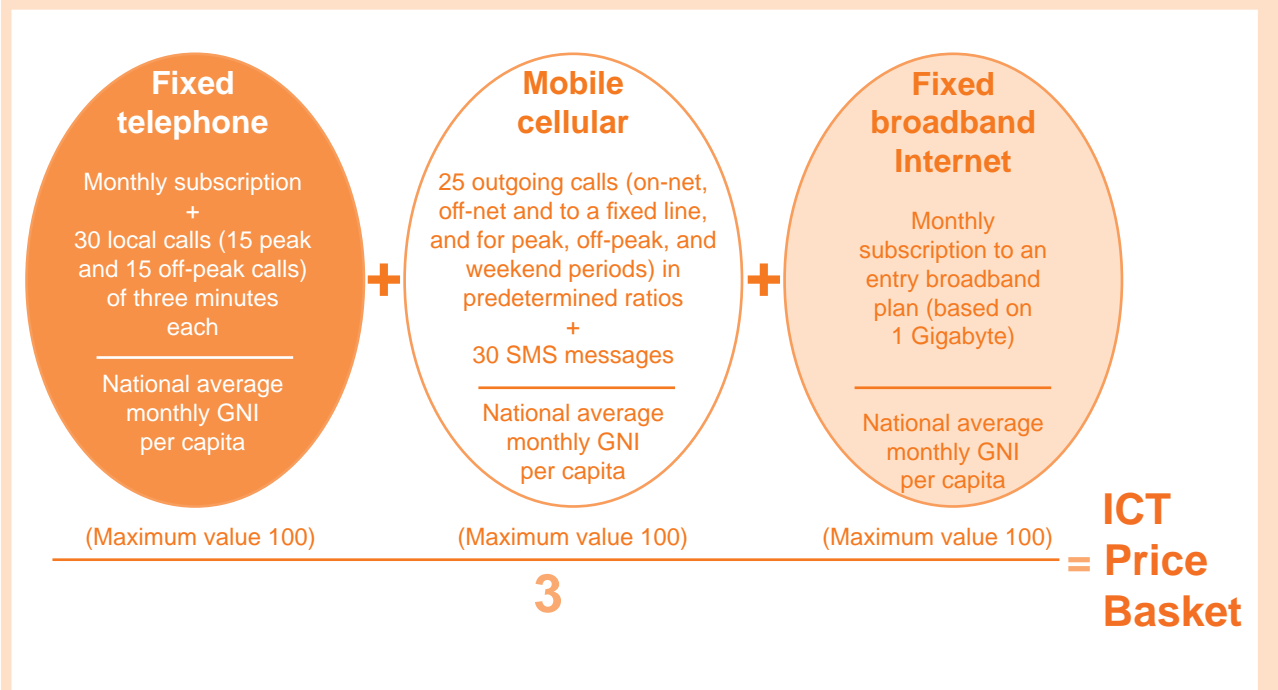 Fixed
telephone
Monthly subscription
+
30 local calls (15 peak
and 15 off-peak calls)
of three minutes
each
National average
monthly GNI
per capita
(Maximum value 100)
+
Mobile
cellular
25 outgoing calls (on-net,
off-net and to a fixed line,
and for peak, off-peak, and
weekend periods) in
predetermined ratios
+
30 SMS messages
National average
monthly GNI
per capita
(Maximum value 100)
+
Fixed
broadband
Internet
Monthly
subscription to an
entry broadband
plan (based on
1 Gigabyte)
National average
monthly GNI
per capita
(Maximum value 100)
3
=
ICT
Price
Basket